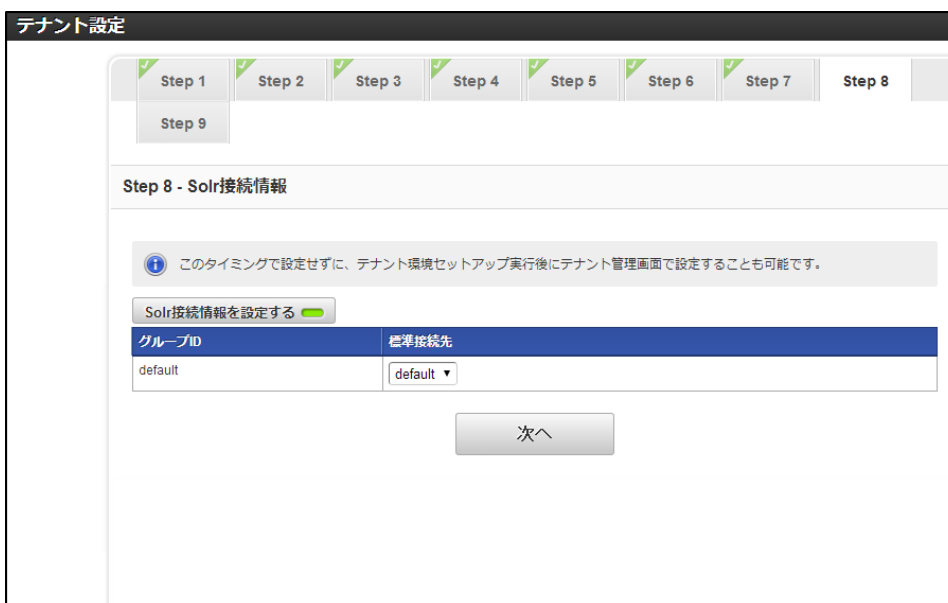 テナント設定
Step 1 Step 2 Step 3 Step 4 Step 5 Step 6 Step 7 Step 8
Step 9
Step 8 - Solr接続情報
このタイミングで設定せずに、テナント環境セットアップ実行後にテナント管理画面で設定することも可能です。
Solr接続情報を設定する
グループID 標準接続先
default default
次へ